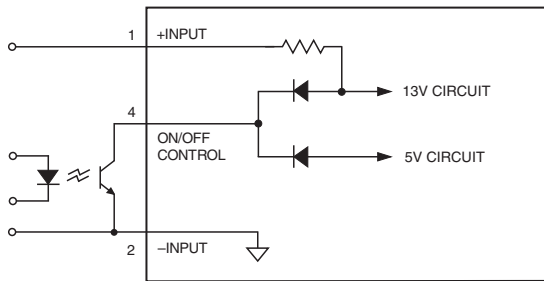 1
+INPUT
13V CIRCUIT
4
ON/OFF
CONTROL
5V CIRCUIT
2
–INPUT